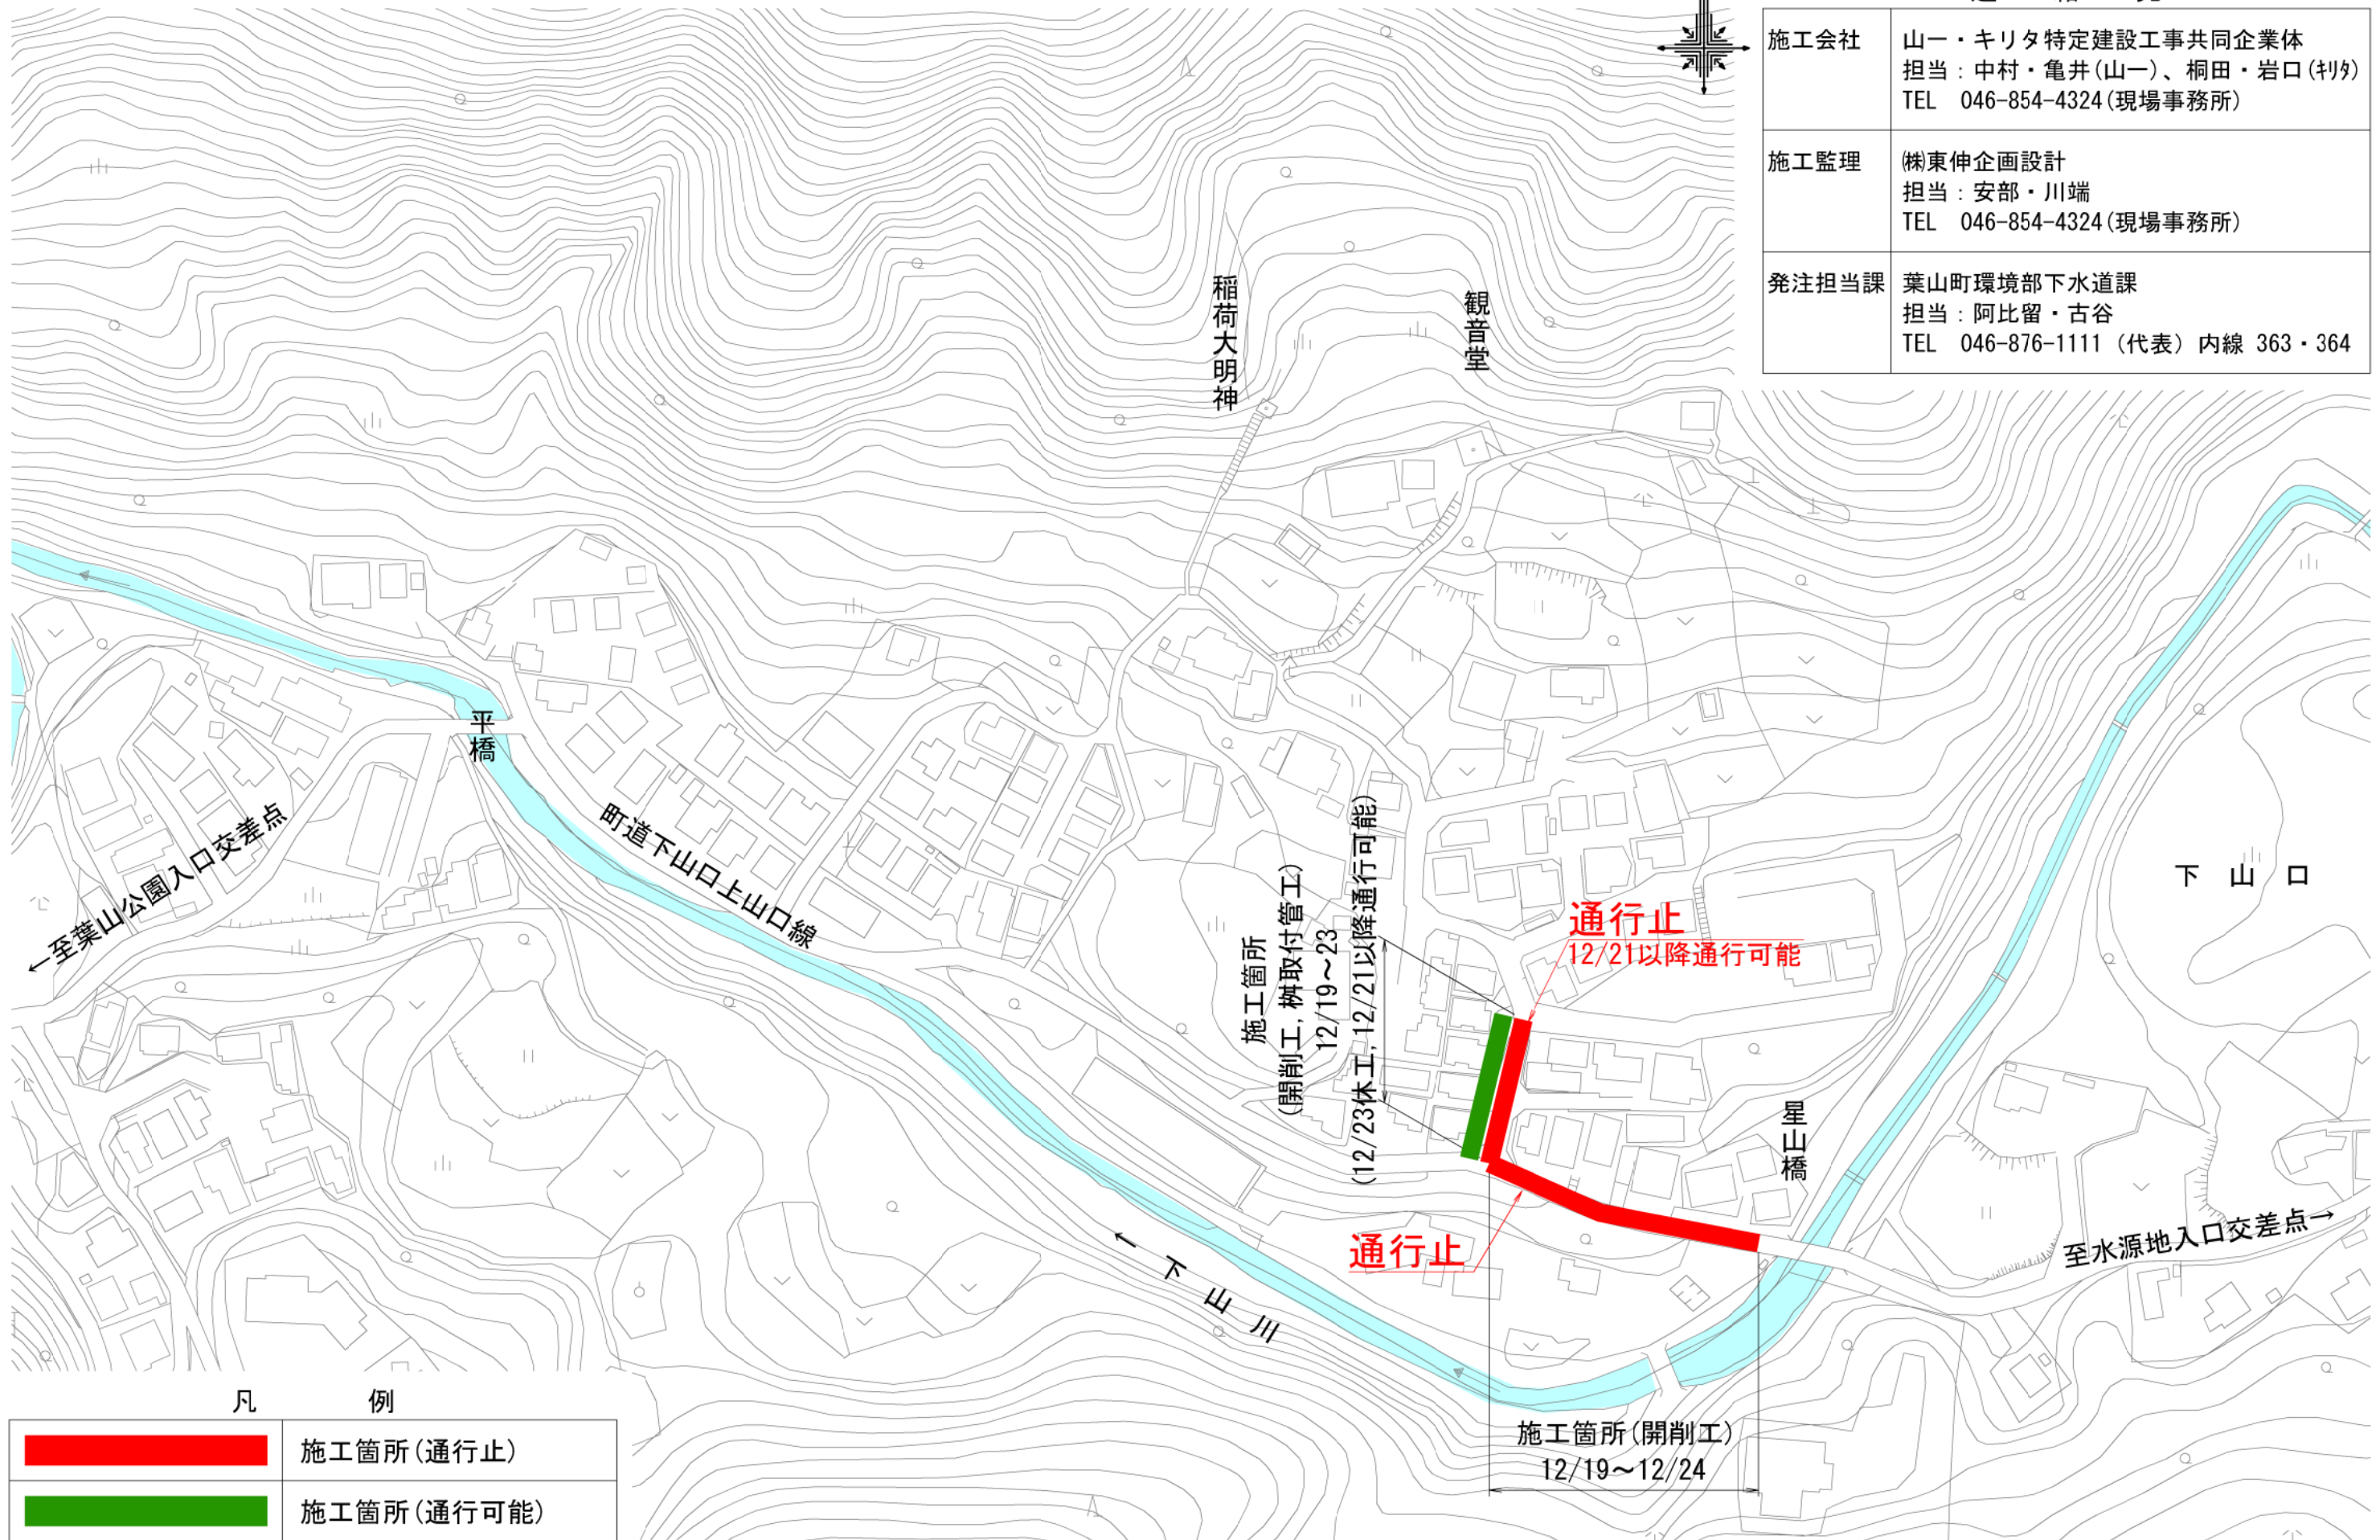 施工会社
山一・キリタ特定建設工事共同企業体
担当：中村・亀井(山一)、桐田・岩口(ｷﾘﾀ)
TEL 046-854-4324(現場事務所)
施工監理
㈱東伸企画設計
担当：安部・川端
TEL 046-854-4324(現場事務所)
発注担当課
葉山町環境部下水道課
担当：阿比留・古谷
TEL 046-876-1111（代表）内線 363・364
稲荷大明神
観音堂
平橋
←至葉山公園入口交差点
町道下山口上山口線
下山口
施工箇所
(開削工,桝取付管工)
12/19～23
(12/23休工,12/21以降通行可能)
通行止
12/21以降通行可能
星山橋
至水源地入口交差点→
通行止
←下山川
施工箇所(開削工)
12/19～12/24
凡例
施工箇所(通行止)
施工箇所(通行可能)